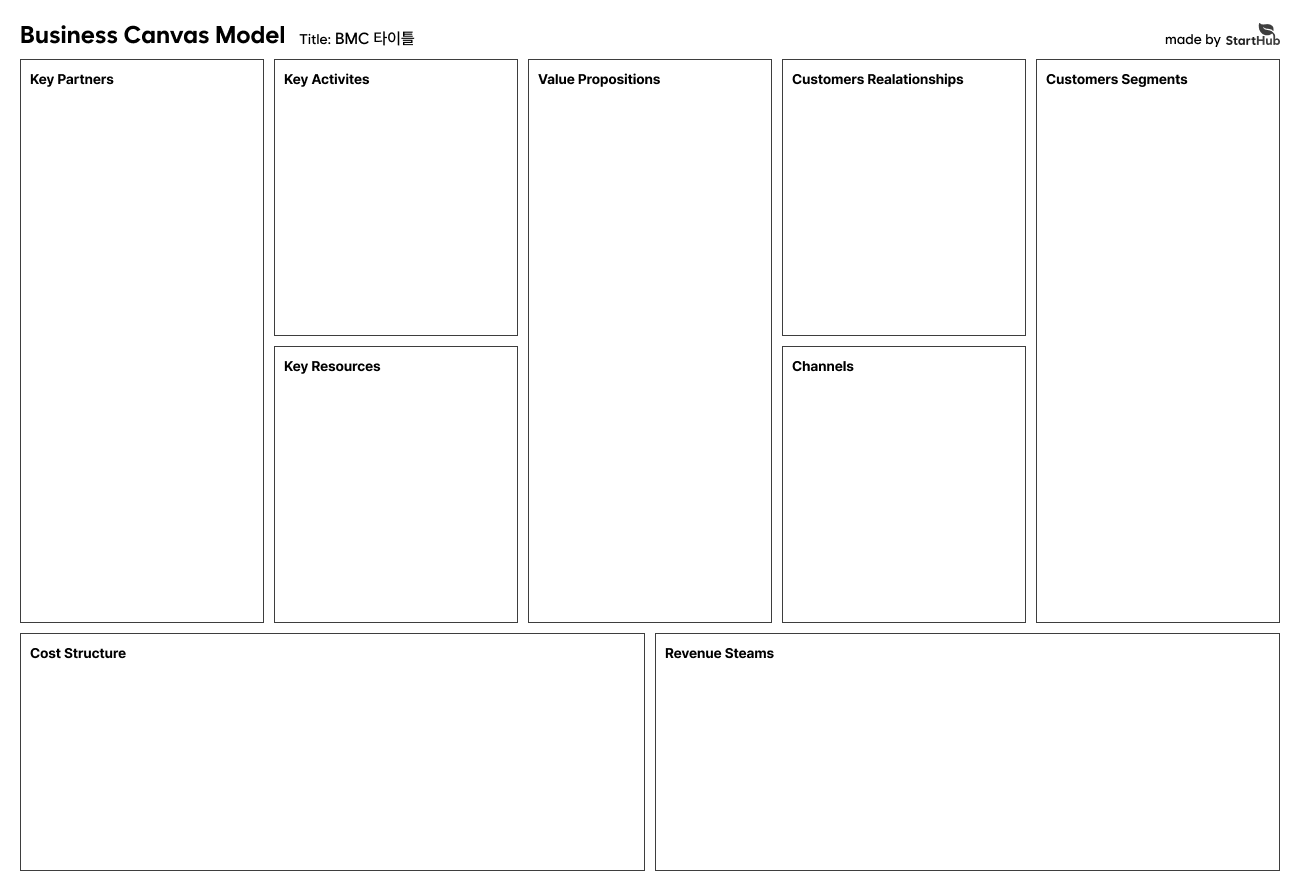 Business Canvas Model Title: BMC 타이틀
made by StartHub
Key Partners
Key Activites
Value Propositions
Customers Realationships
Customers Segments
Key Resources
Channels
Cost Structure
Revenue Steams